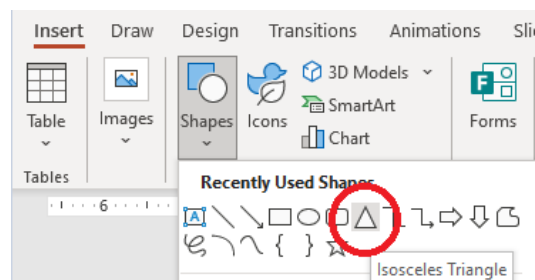 Insert Draw Design Transitions Animations Sli
Table Images Shapes Icons 3D Models SmartArt Chart Forms
Tables
6
Recently Used Shapes
A
Isosceles Triangle